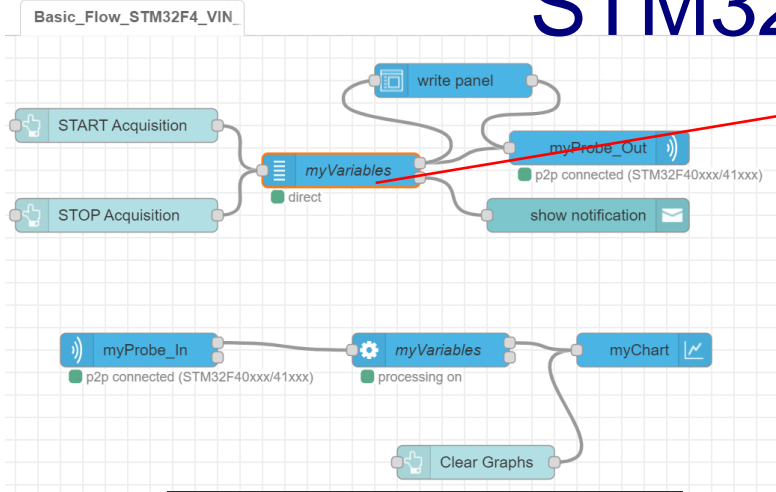 Basic_Flow_STM32F4_VIN_
STM32
write panel
START Acquisition
myVariables
direct
myProbe_Out
p2p connected (STM32F40xxx/41xxx)
STOP Acquisition
show notification
myProbe_In
p2p connected (STM32F40xxx/41xxx)
myVariables
processing on
myChart
Clear Graphs